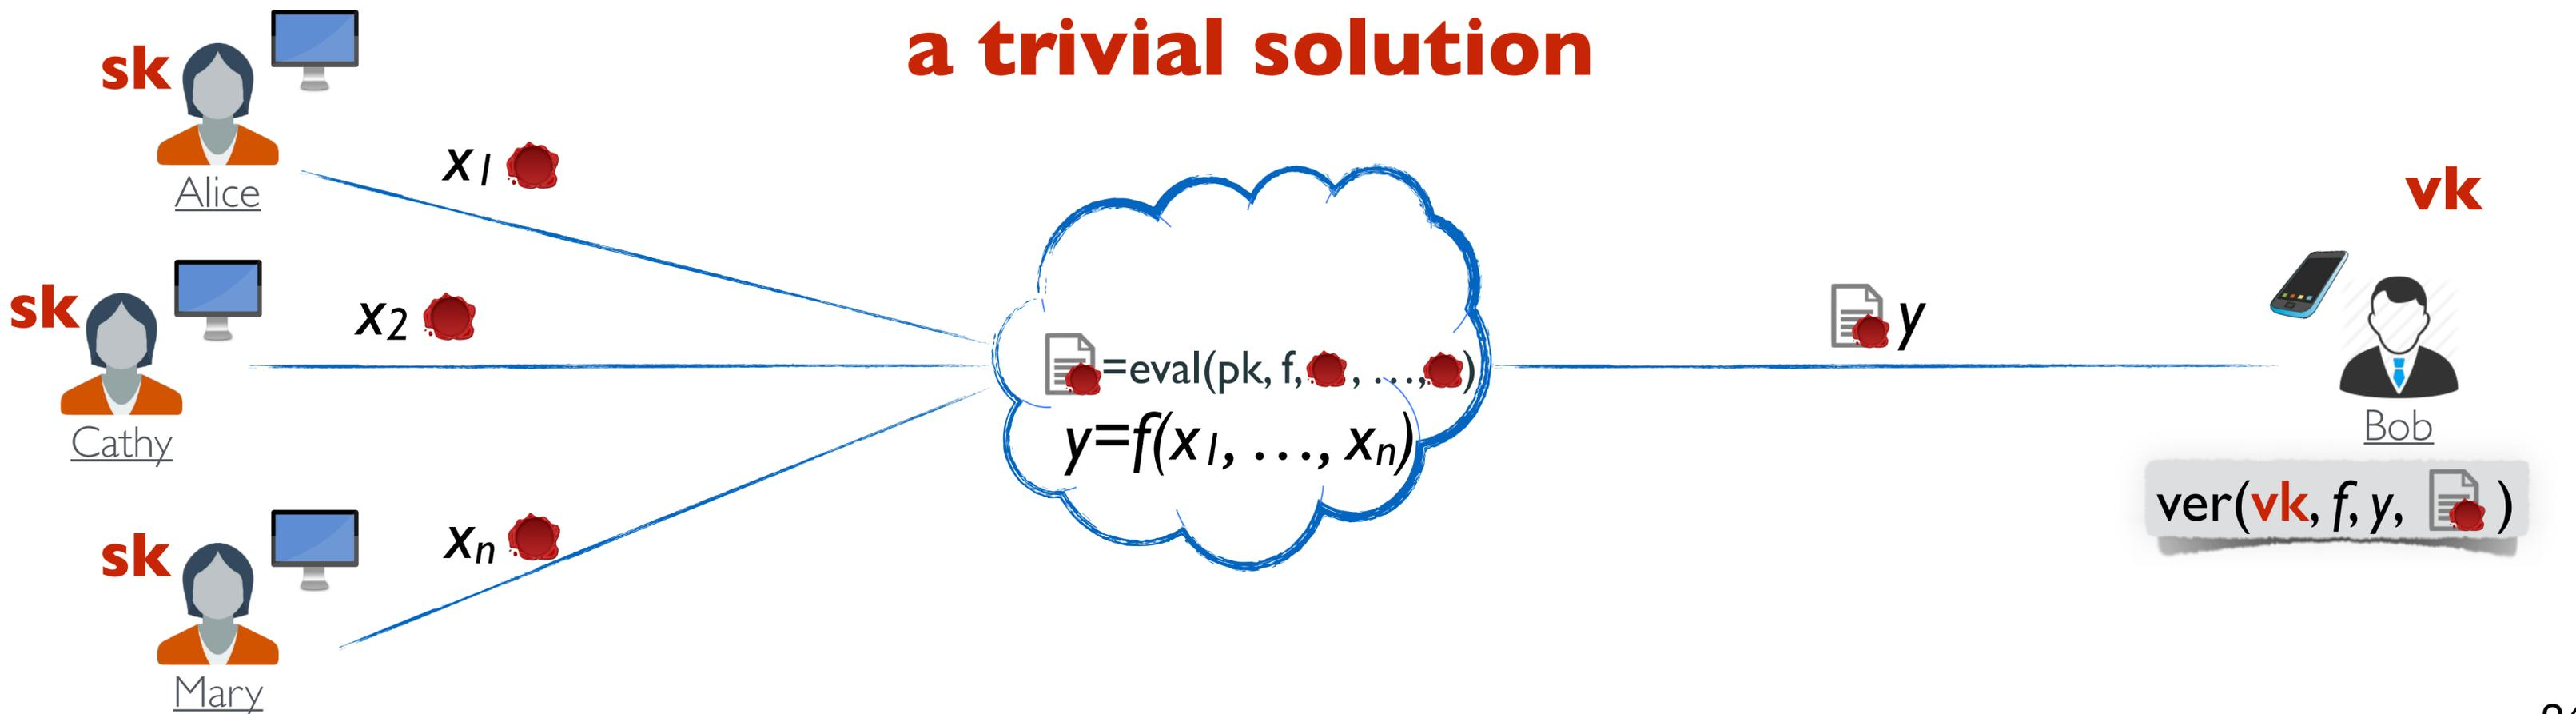 a trivial solution
sk
Alice
x1
sk
Cathy
x2
sk
Mary
xn
=eval(pk, f, , …, )
y=f(x1, …, xn)
y
vk
Bob
ver(vk, f, y, )